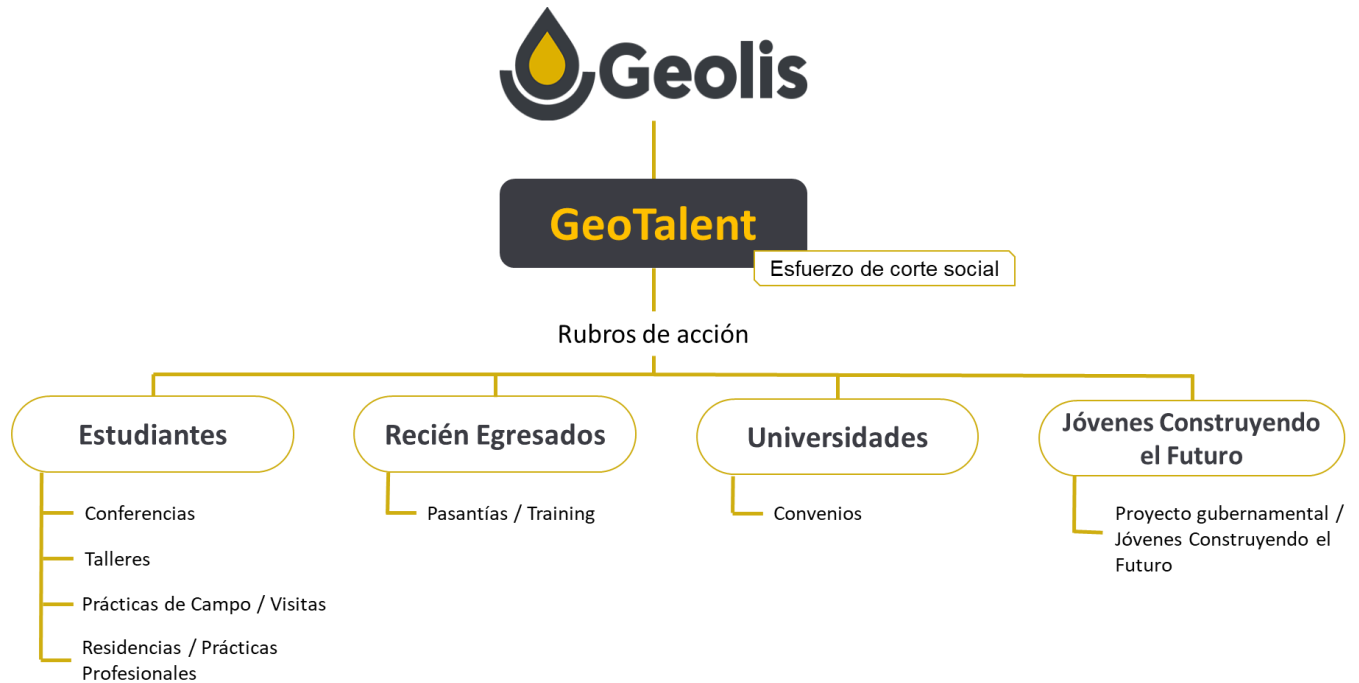 Geolis
GeoTalent
Esfuerzo de corte social
Rubros de acción
Estudiantes
Conferencias
Talleres
Prácticas de Campo / Visitas
Residencias / Prácticas
Profesionales
Recién Egresados
Pasantías / Training
Universidades
Convenios
Jóvenes Construyendo
el Futuro
Proyecto gubernamental /
Jóvenes Construyendo el
Futuro